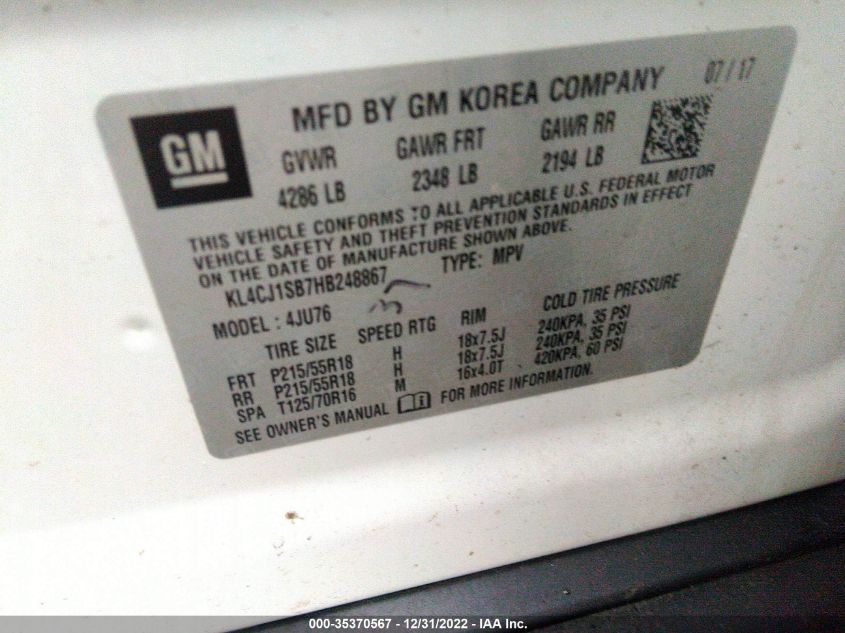 07/17
MFD BY GM KOREA COMPANY
GM
GVWR GAWR FRT GAWR RR
4286 LB 2348 LB 2194 LB
THIS VEHICLE CONFORMS TO ALL APPLICABLE U.S. FEDERAL MOTOR
VEHICLE SAFETY AND THEFT PREVENTION STANDARDS IN EFFECT
ON THE DATE OF MANUFACTURE SHOWN ABOVE.
KL4CJ1SB7HB248867 TYPE: MPV
MODEL : 4JU76
TIRE SIZE SPEED RTG RIM COLD TIRE PRESSURE
FRT P215/55R18 H 18x7.5J 240KPA, 35 PSI
RR P215/55R18 H 18x7.5J 240KPA, 35 PSI
SPA T125/70R16 M 16x4.0T 420KPA, 60 PSI
SEE OWNER'S MANUAL FOR MORE INFORMATION.
000-35370567 - 12/31/2022 - IAA Inc.